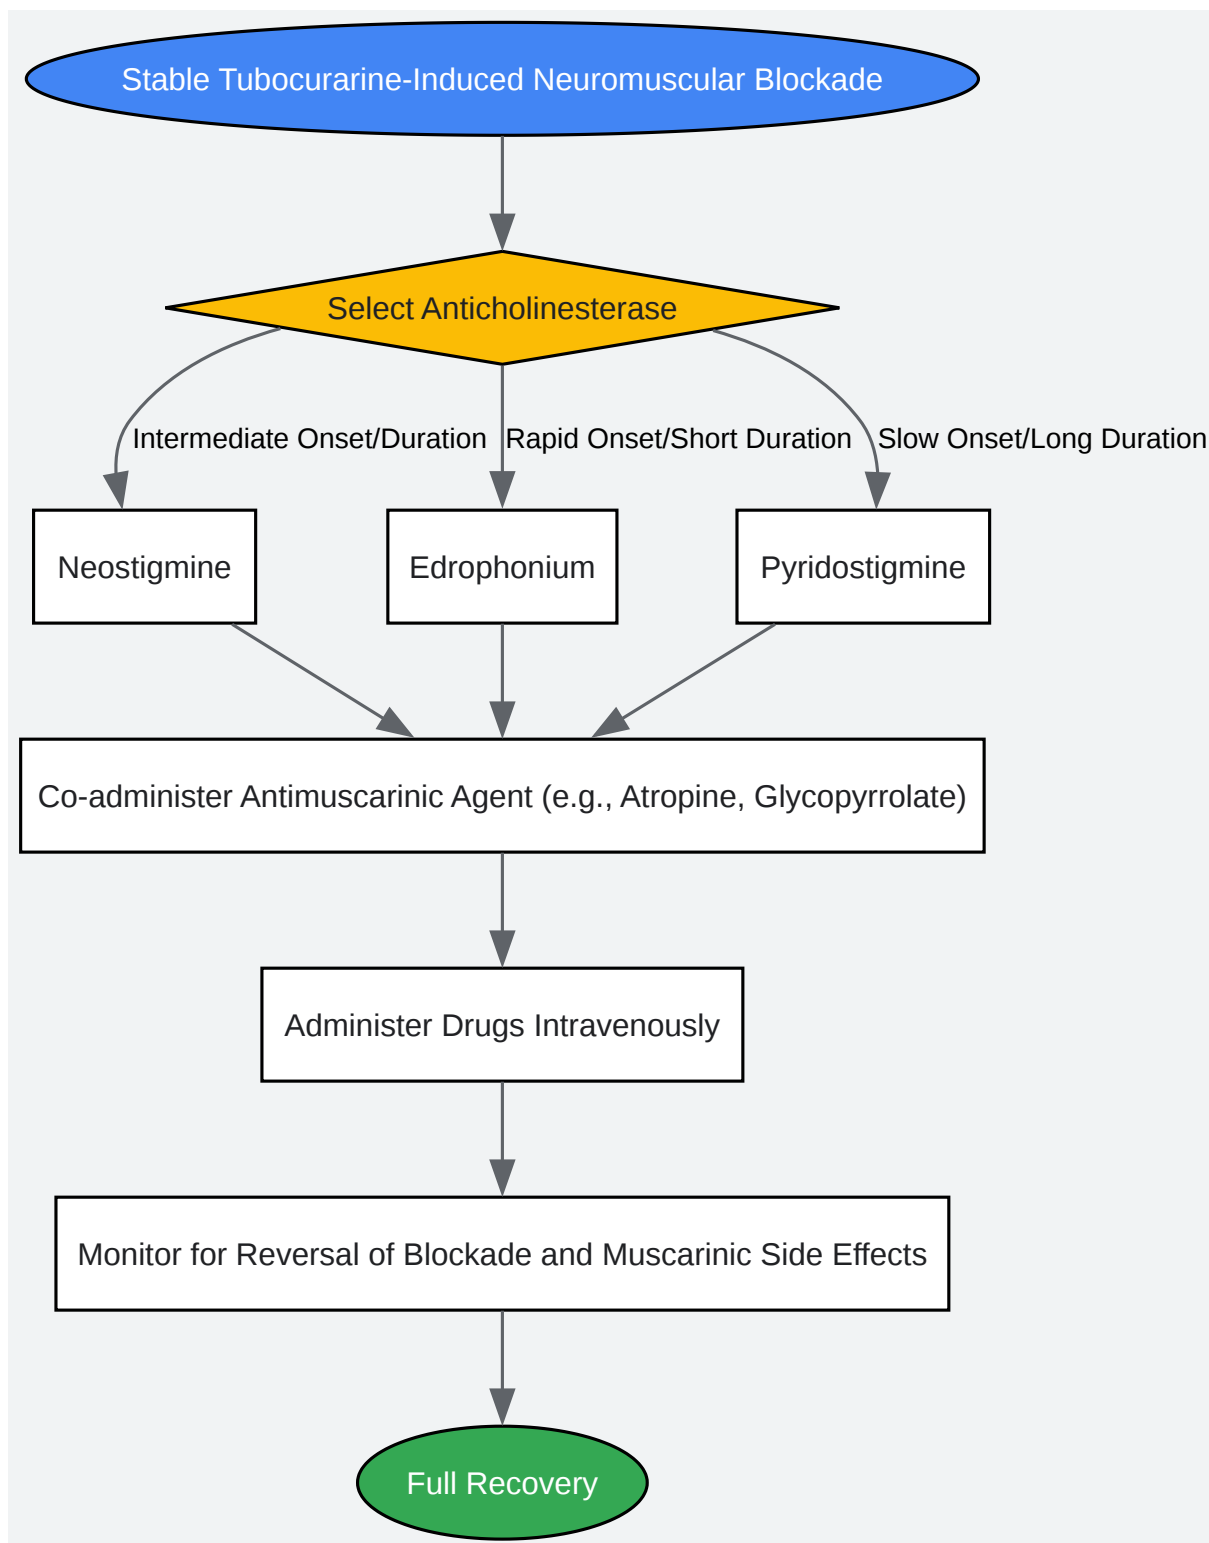 Stable Tubocurarine-Induced Neuromuscular Blockade
Select Anticholinesterase
Intermediate Onset/Duration
Rapid Onset/Short Duration
Slow Onset/Long Duration
Neostigmine
Edrophonium
Pyridostigmine
Co-administer Antimuscarinic Agent (e.g., Atropine, Glycopyrrolate)
Administer Drugs Intravenously
Monitor for Reversal of Blockade and Muscarinic Side Effects
Full Recovery